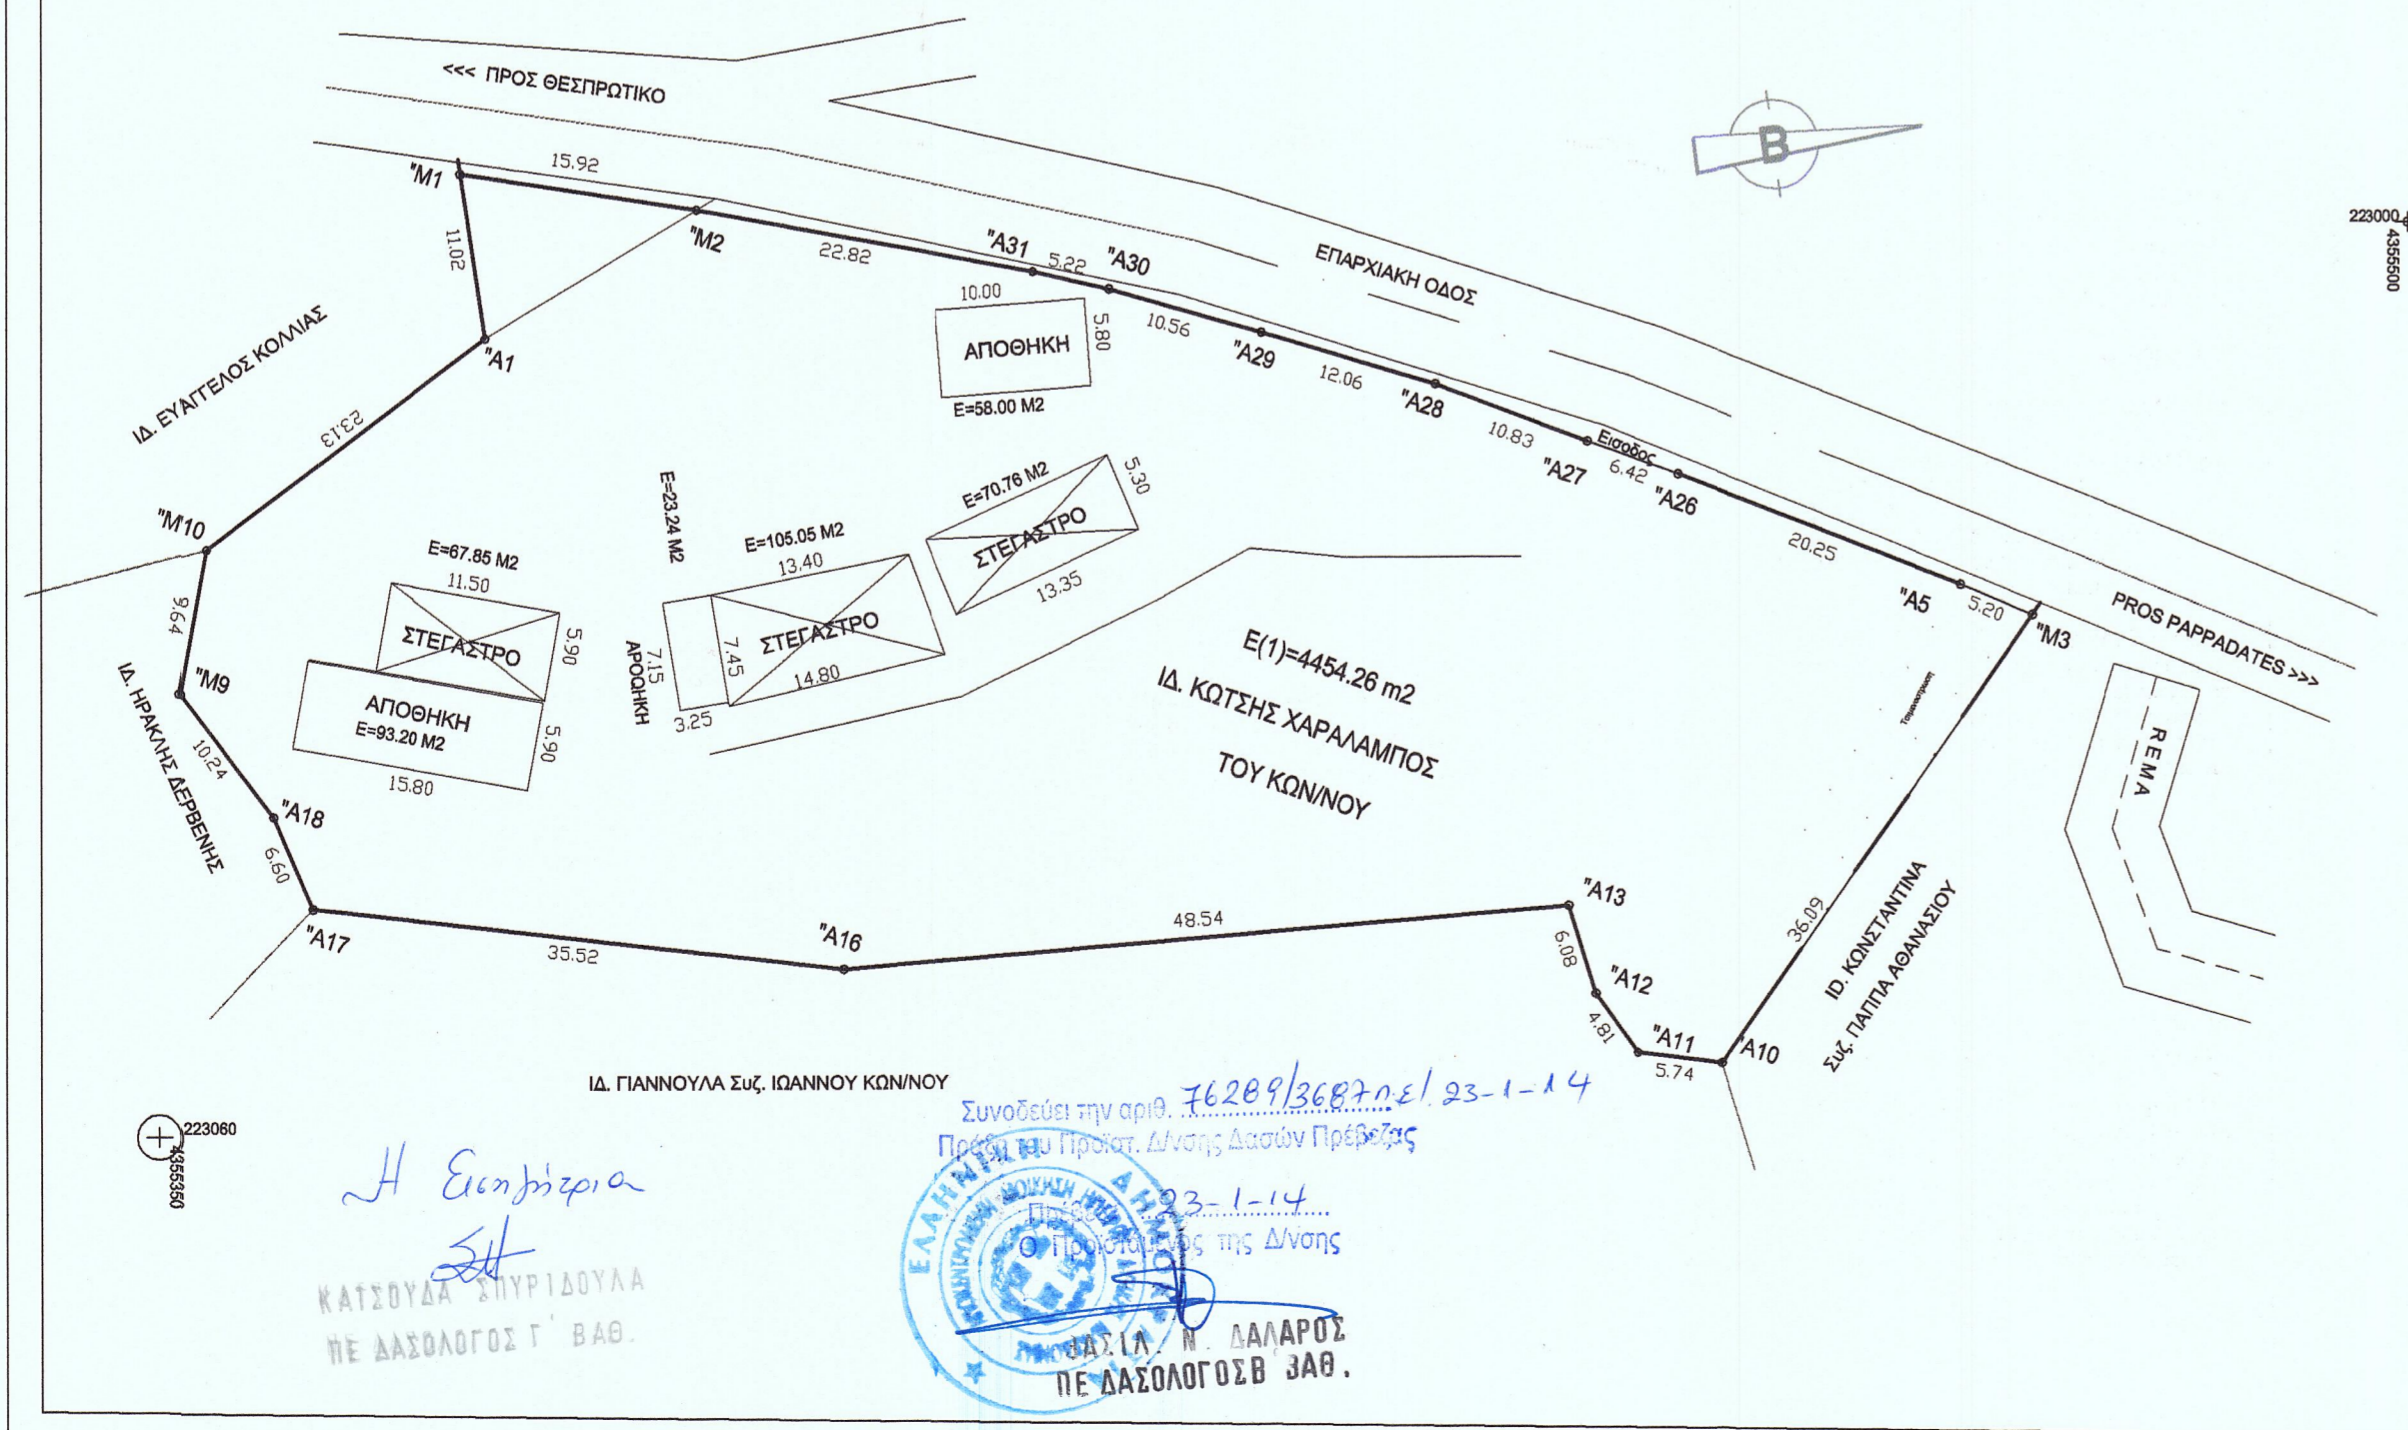 <<< ΠΡΟΣ ΘΕΣΠΡΩΤΙΚΟ
B
223000
4355500
"M1
15.92
"M2
22.82
"A31
5.22
"A30
ΕΠΑΡΧΙΑΚΗ ΟΔΟΣ
11.02
10.00
5.80
ΑΠΟΘΗΚΗ
E=58.00 M2
10.56
"A29
12.06
"A28
10.83
"A27
Εισοδος
6.42
"A26
20.25
"A5
5.20
"M3
PROS PAPPADATES >>>
REMA
ΙΔ. ΕΥΑΓΓΕΛΟΣ ΚΟΛΛΙΑΣ
"A1
23.13
"M10
9.64
"M9
10.24
"A18
6.60
"A17
ΙΔ. ΗΡΑΚΛΗΣ ΔΕΡΒΕΝΗΣ
E=67.85 M2
11.50
5.90
ΣΤΕΓΑΣΤΡΟ
ΑΠΟΘΗΚΗ
E=93.20 M2
5.90
15.80
E=23.24 M2
ΑΡΟΩΗΚΗ
7.15
3.25
E=105.05 M2
13.40
7.45
ΣΤΕΓΑΣΤΡΟ
14.80
E=70.76 M2
5.30
ΣΤΕΓΑΣΤΡΟ
13.35
E(1)=4454.26 m2
ΙΔ. ΚΩΤΣΗΣ ΧΑΡΑΛΑΜΠΟΣ
ΤΟΥ ΚΩΝ/ΝΟΥ
35.52
"A16
48.54
"A13
6.08
"A12
4.81
"A11
5.74
"A10
36.09
ID. ΚΩΝΣΤΑΝΤΙΝΑ
Συζ. ΠΑΠΠΑ ΑΘΑΝΑΣΙΟΥ
ΙΔ. ΓΙΑΝΝΟΥΛΑ Συζ. ΙΩΑΝΝΟΥ ΚΩΝ/ΝΟΥ
223060
4355350
Συνοδεύει την αριθ. 76289/3687 π.ε/. 23-1-14
Πράξη του Προϊστ. Δ/νσης Δασών Πρέβεζας
23-1-14
Ο Προϊστάμενος της Δ/νσης
ΕΛΛΗΝΙΚΗ ΔΗΜΟΚΡΑΤΙΑ
ΒΑΣΙΛ. Ν. ΔΑΛΑΡΟΣ
ΠΕ ΔΑΣΟΛΟΓΟΣ Β ΒΑΘ.
Η Εισηγήτρια
ΚΑΤΣΟΥΔΑ ΣΠΥΡΙΔΟΥΛΑ
ΠΕ ΔΑΣΟΛΟΓΟΣ Γ΄ ΒΑΘ.